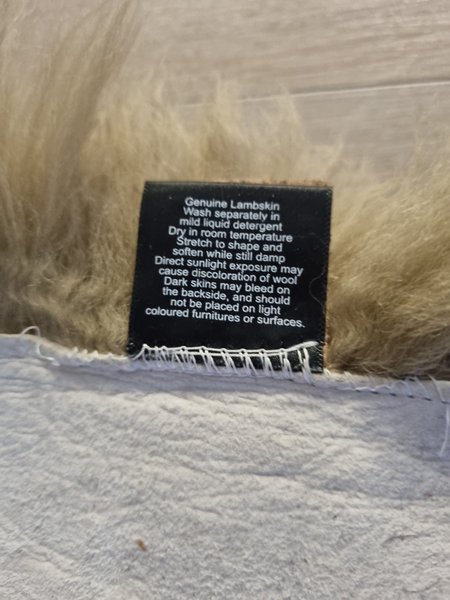 Genuine Lambskin
Wash separately in
mild liquid detergent
Dry in room temperature
Stretch to shape and
soften while still damp
Direct sunlight exposure may
cause discoloration of wool
Dark skins may bleed on
the backside, and should
not be placed on light
coloured furnitures or surfaces.